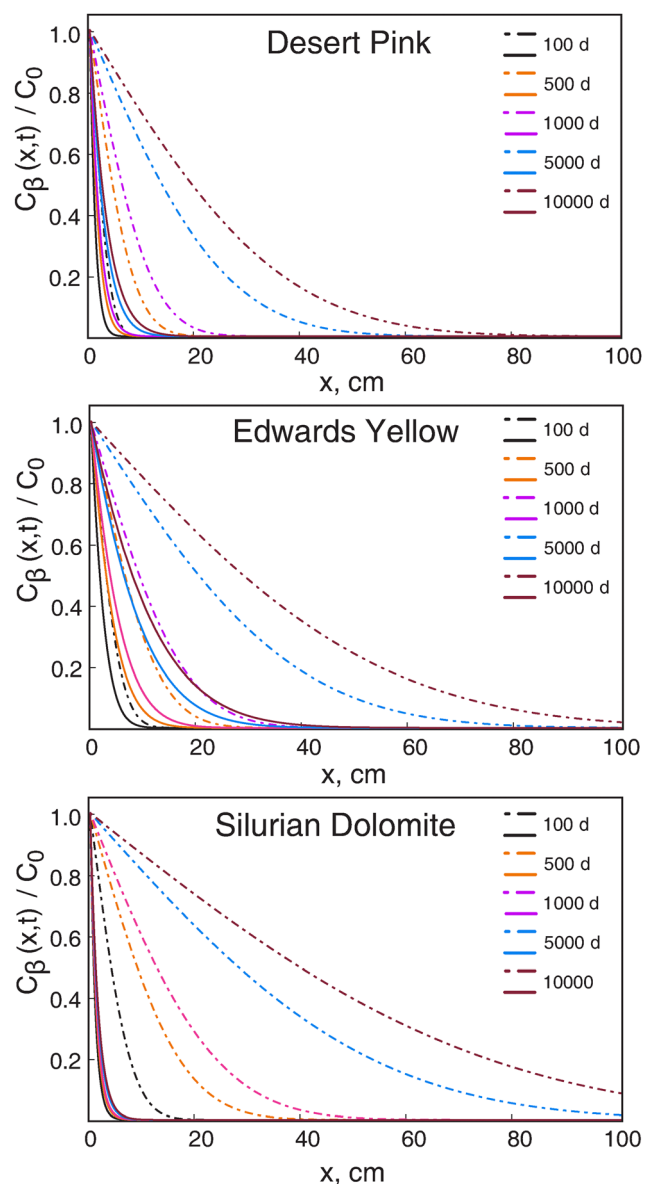 Desert Pink
1.0
0.8
0.6
0.4
0.2
Cβ (x,t) / C0
100 d
500 d
1000 d
5000 d
10000 d
0 20 40 60 80 100
x, cm
Edwards Yellow
1.0
0.8
0.6
0.4
0.2
Cβ (x,t) / C0
100 d
500 d
1000 d
5000 d
10000 d
0 20 40 60 80 100
x, cm
Silurian Dolomite
1.0
0.8
0.6
0.4
0.2
Cβ (x,t) / C0
100 d
500 d
1000 d
5000 d
10000
0 20 40 60 80 100
x, cm